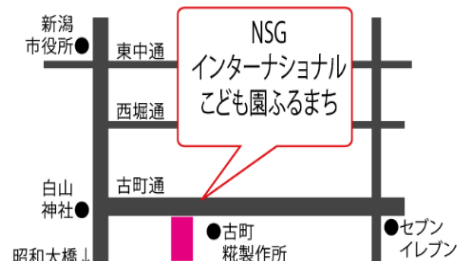 新潟
市役所●
東中通
NSG
インターナショナル
こども園ふるまち
西堀通
古町通
白山
神社●
●古町
糀製作所
●セブン
イレブン
昭和大橋↓